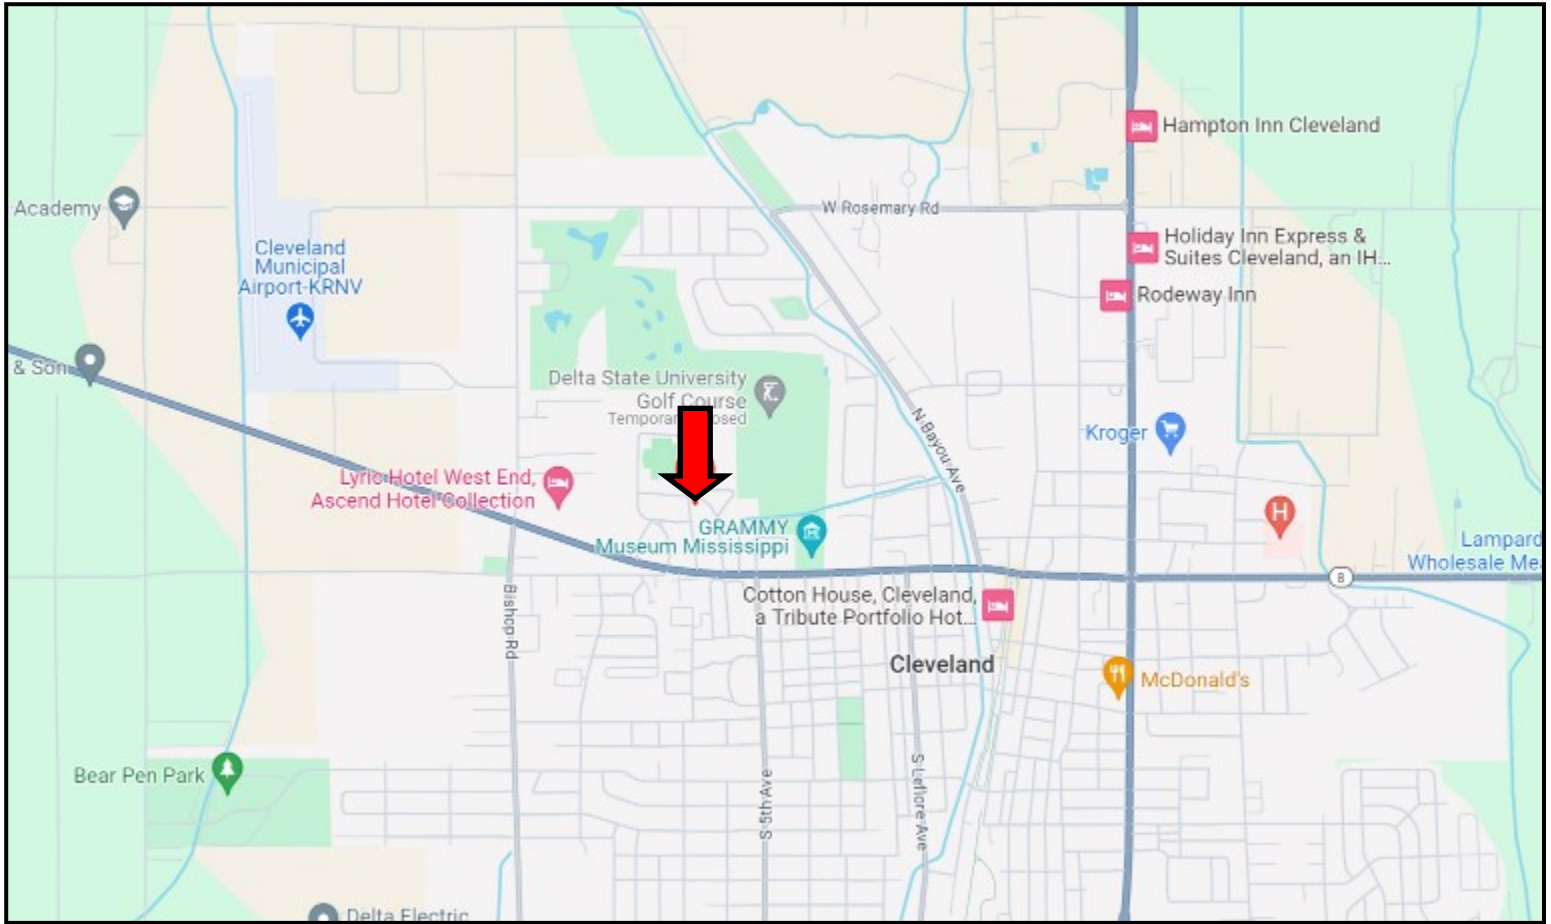 Hampton Inn Cleveland
Academy
W Rosemary Rd
Cleveland
Municipal
Airport-KRNV
Holiday Inn Express &
Suites Cleveland, an IH...
Rodeway Inn
& Son
Delta State University
Golf Course
Tempora osed
N Bayou Ave
Kroger
Lyric Hotel West End,
Ascend Hotel Collection
H
GRAMMY
Museum Mississippi
Lampard
Wholesale Me
8
Bishop Rd
Cotton House, Cleveland,
a Tribute Portfolio Hot...
Cleveland
McDonald's
Bear Pen Park
S 5th Ave
S Leflore Ave
Delta Electric